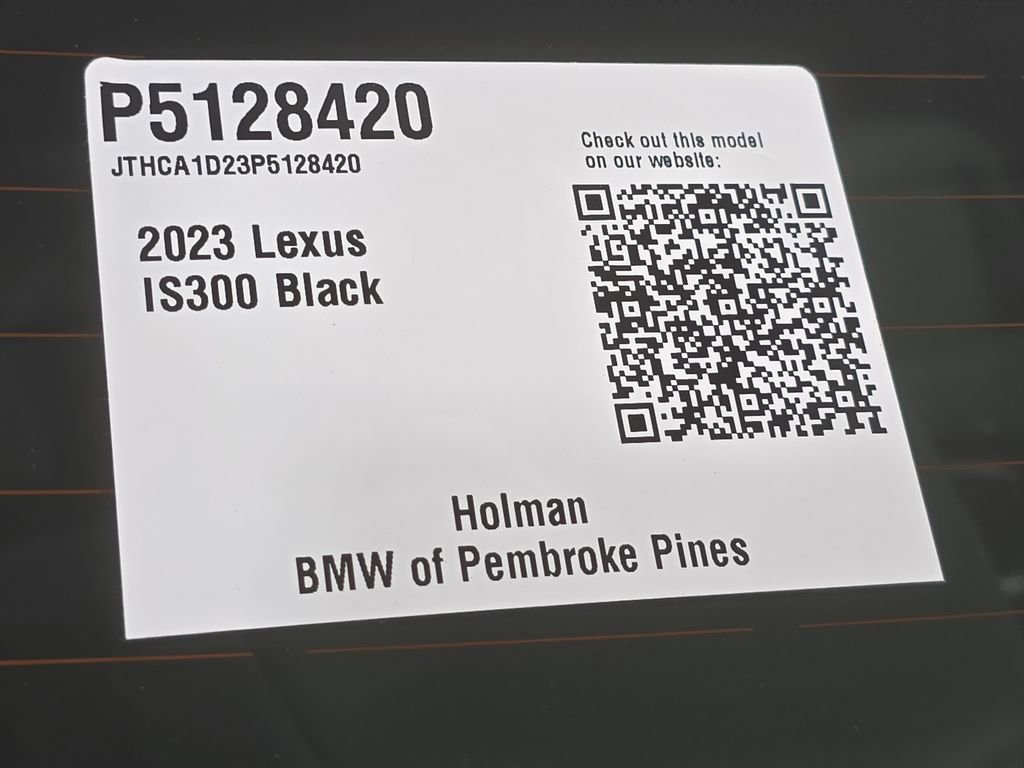 P5128420
JTHCA1D23P5128420
2023 Lexus
IS300 Black
Check out this model
on our website:
Holman
BMW of Pembroke Pines